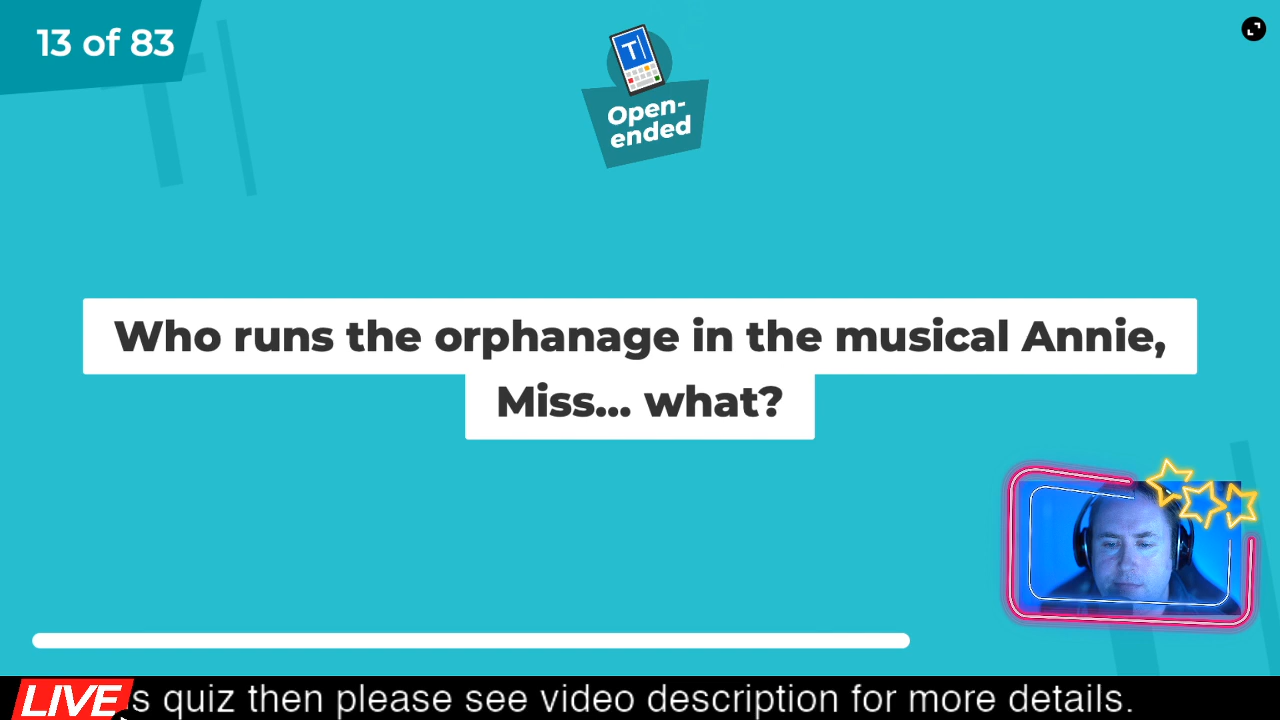 13 of 83
T
Open-
ended
Who runs the orphanage in the musical Annie,
Miss... what?
LIVE
s quiz then please see video description for more details.